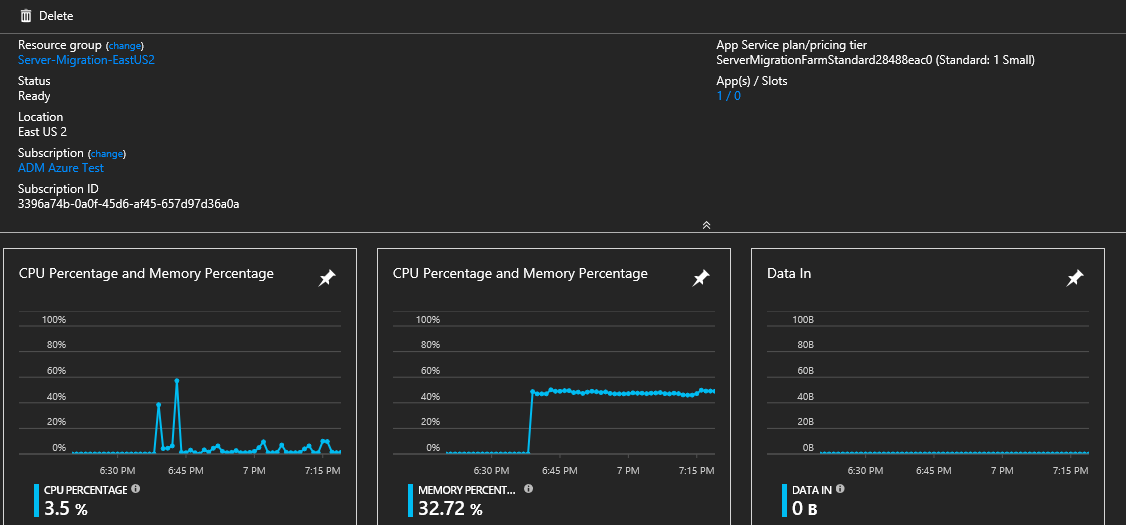 Delete
Resource group (change)
Server-Migration-EastUS2
Status
Ready
Location
East US 2
Subscription (change)
ADM Azure Test
Subscription ID
3396a74b-0a0f-45d6-af45-657d97d36a0a
App Service plan/pricing tier
ServerMigrationFarmStandard28488eac0 (Standard: 1 Small)
App(s) / Slots
1 / 0
CPU Percentage and Memory Percentage
100%
80%
60%
40%
20%
0%
6:30 PM 6:45 PM 7 PM 7:15 PM
CPU PERCENTAGE
3.5 %
CPU Percentage and Memory Percentage
100%
80%
60%
40%
20%
0%
6:30 PM 6:45 PM 7 PM 7:15 PM
MEMORY PERCENT...
32.72 %
Data In
100B
80B
60B
40B
20B
0B
6:30 PM 6:45 PM 7 PM 7:15 PM
DATA IN
0 B